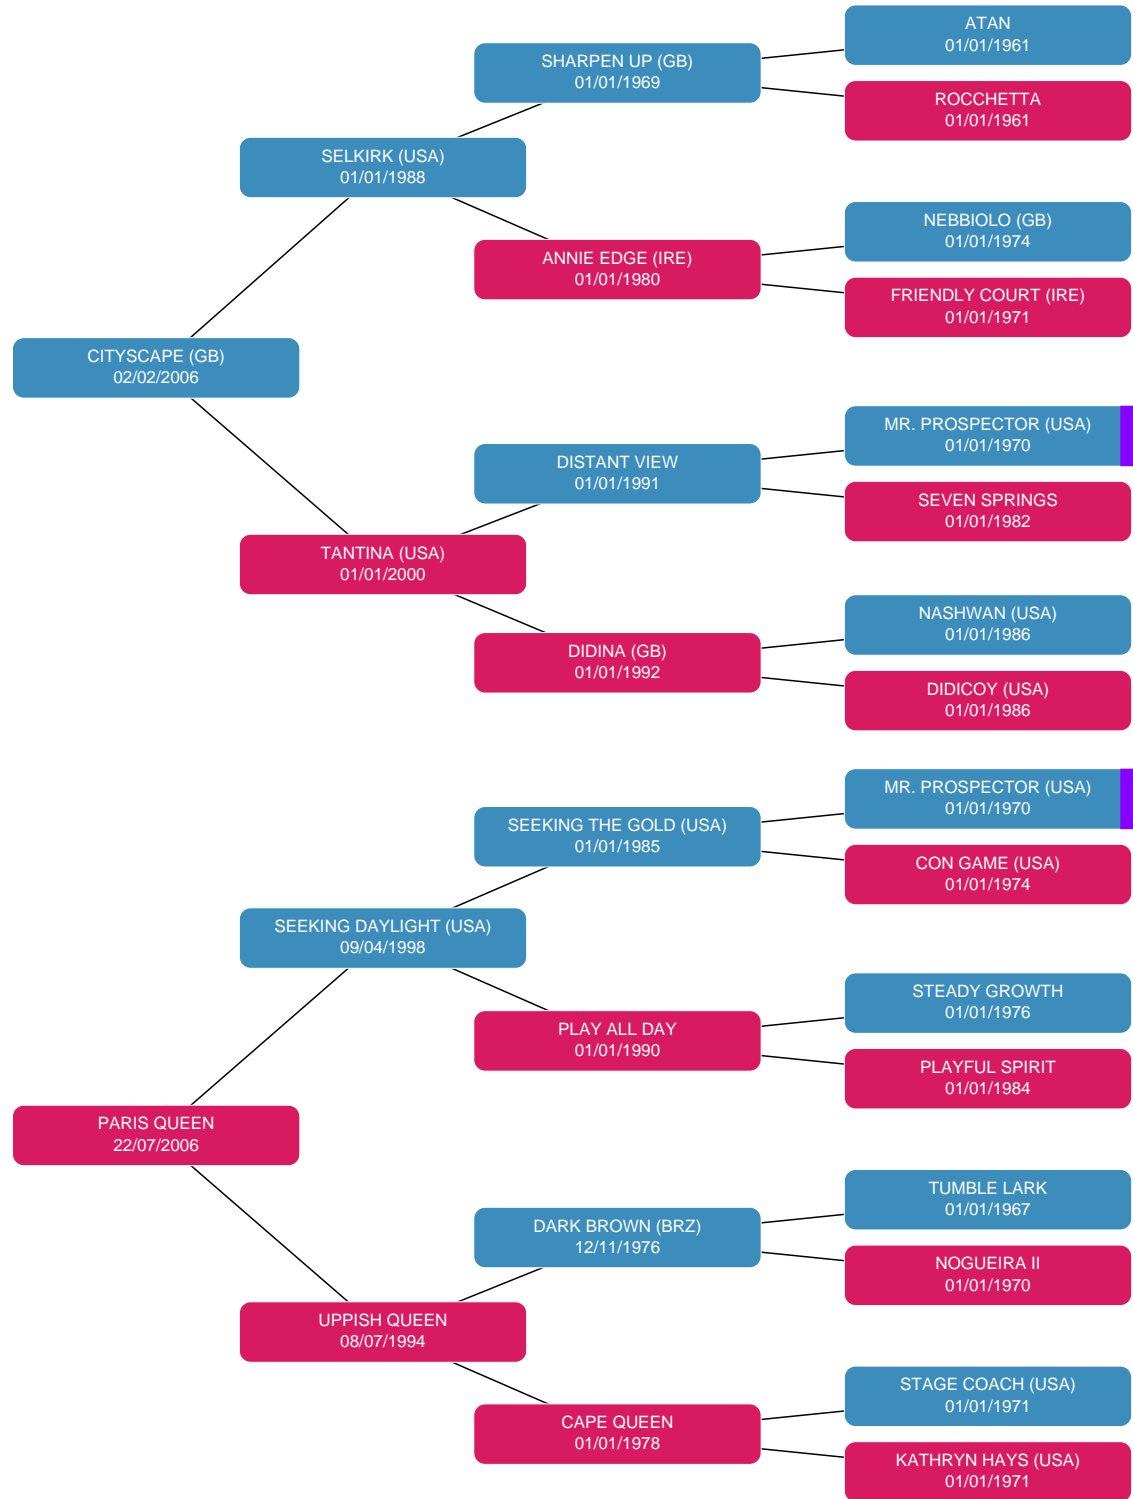 ATAN
01/01/1961
SHARPEN UP (GB)
01/01/1969
ROCCHETTA
01/01/1961
SELKIRK (USA)
01/01/1988
NEBBIOLO (GB)
01/01/1974
ANNIE EDGE (IRE)
01/01/1980
FRIENDLY COURT (IRE)
01/01/1971
CITYSCAPE (GB)
02/02/2006
MR. PROSPECTOR (USA)
01/01/1970
DISTANT VIEW
01/01/1991
SEVEN SPRINGS
01/01/1982
TANTINA (USA)
01/01/2000
NASHWAN (USA)
01/01/1986
DIDINA (GB)
01/01/1992
DIDICOY (USA)
01/01/1986
MR. PROSPECTOR (USA)
01/01/1970
SEEKING THE GOLD (USA)
01/01/1985
CON GAME (USA)
01/01/1974
SEEKING DAYLIGHT (USA)
09/04/1998
STEADY GROWTH
01/01/1976
PLAY ALL DAY
01/01/1990
PLAYFUL SPIRIT
01/01/1984
PARIS QUEEN
22/07/2006
TUMBLE LARK
01/01/1967
DARK BROWN (BRZ)
12/11/1976
NOGUEIRA II
01/01/1970
UPPISH QUEEN
08/07/1994
STAGE COACH (USA)
01/01/1971
CAPE QUEEN
01/01/1978
KATHRYN HAYS (USA)
01/01/1971